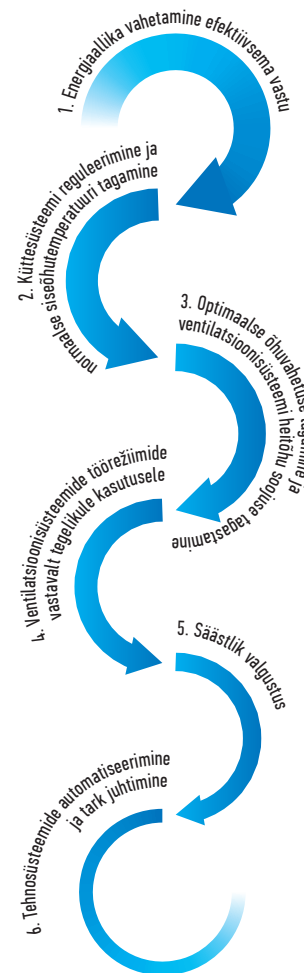 1. Energiaallika vahetamine efektiivsema vastu
2. Küttesüsteemi reguleerimine ja
normaalse siseõhutemperatuuri tagamine
3. Optimaalse õhuvahetuse tagamine ja
ventilatsioonisüsteemi heitõhu soojuse tagastamine
4. Ventilatsioonisüsteemide töörežiimide
vastavalt tegelikule kasutusele
5. Säästlik valgustus
6. Tehnosüsteemide automatiseerimine
ja tark juhtimine